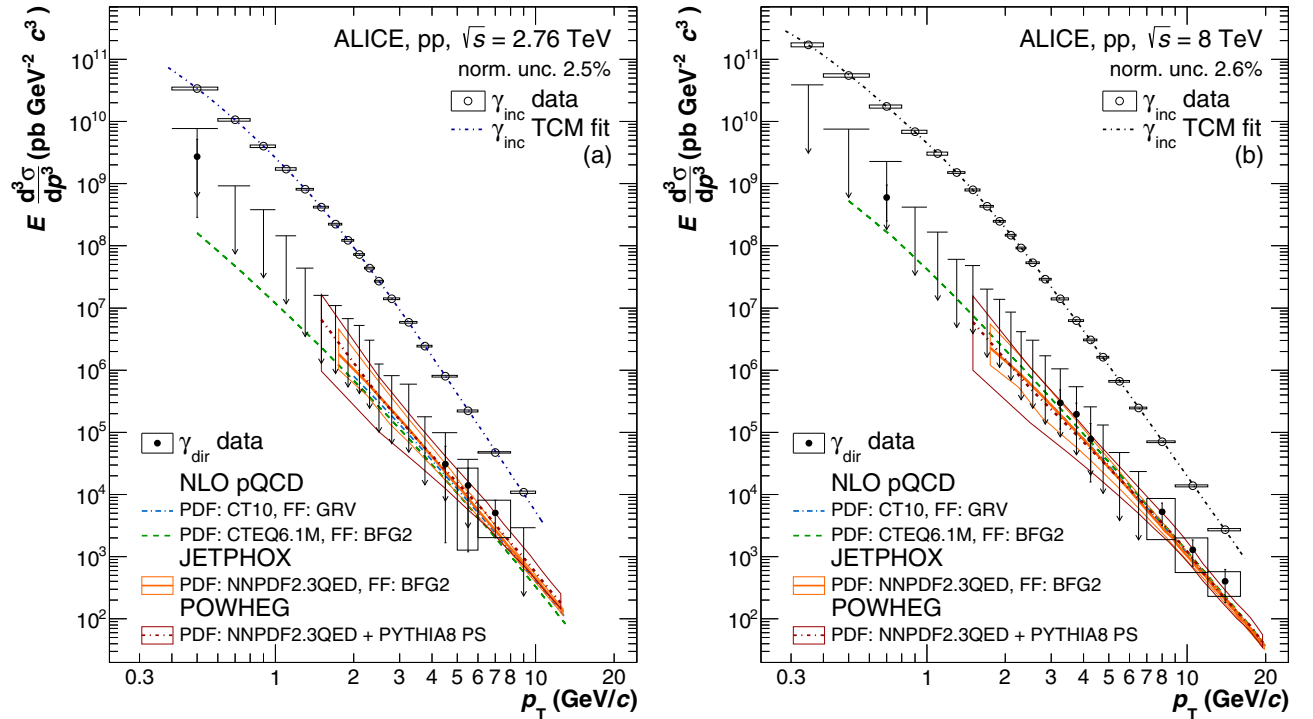 E d³σ/dp³ (pb GeV⁻² c³)
10¹¹
10¹⁰
10⁹
10⁸
10⁷
10⁶
10⁵
10⁴
10³
10²
ALICE, pp, √s = 2.76 TeV
norm. unc. 2.5%
γinc data
γinc TCM fit
(a)
γdir data
NLO pQCD
PDF: CT10, FF: GRV
PDF: CTEQ6.1M, FF: BFG2
JETPHOX
PDF: NNPDF2.3QED, FF: BFG2
POWHEG
PDF: NNPDF2.3QED + PYTHIA8 PS
0.3 1 2 3 4 5 6 7 10 20
pT (GeV/c)
E d³σ/dp³ (pb GeV⁻² c³)
10¹¹
10¹⁰
10⁹
10⁸
10⁷
10⁶
10⁵
10⁴
10³
10²
ALICE, pp, √s = 8 TeV
norm. unc. 2.6%
γinc data
γinc TCM fit
(b)
γdir data
NLO pQCD
PDF: CT10, FF: GRV
PDF: CTEQ6.1M, FF: BFG2
JETPHOX
PDF: NNPDF2.3QED, FF: BFG2
POWHEG
PDF: NNPDF2.3QED + PYTHIA8 PS
0.3 1 2 3 4 5 6 7 10 20
pT (GeV/c)